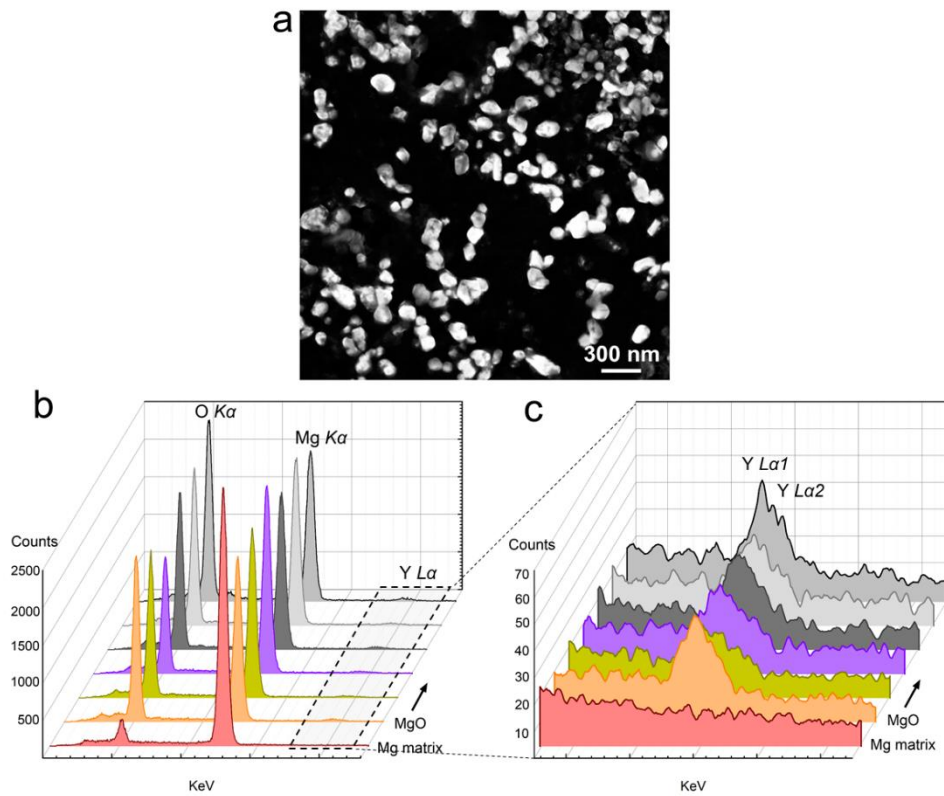 a
300 nm
b
O Kα
Mg Kα
Counts
Y Lα
2500
2000
1500
1000
500
MgO
Mg matrix
KeV
c
Y Lα1
Y Lα2
Counts
70
60
50
40
30
20
10
MgO
Mg matrix
KeV